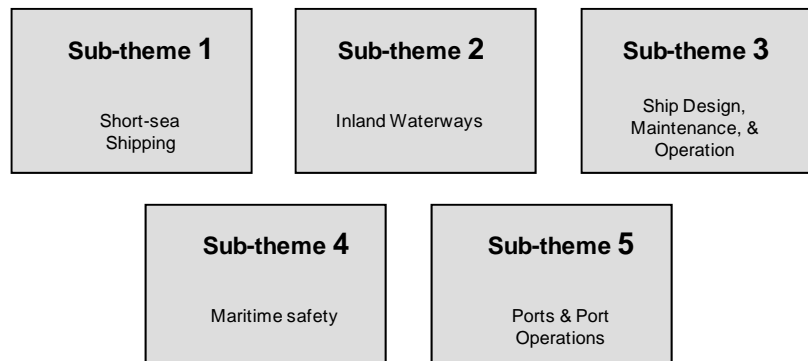 Sub-theme 1
Short-sea
Shipping
Sub-theme 2
Inland Waterways
Sub-theme 3
Ship Design,
Maintenance, &
Operation
Sub-theme 4
Maritime safety
Sub-theme 5
Ports & Port
Operations